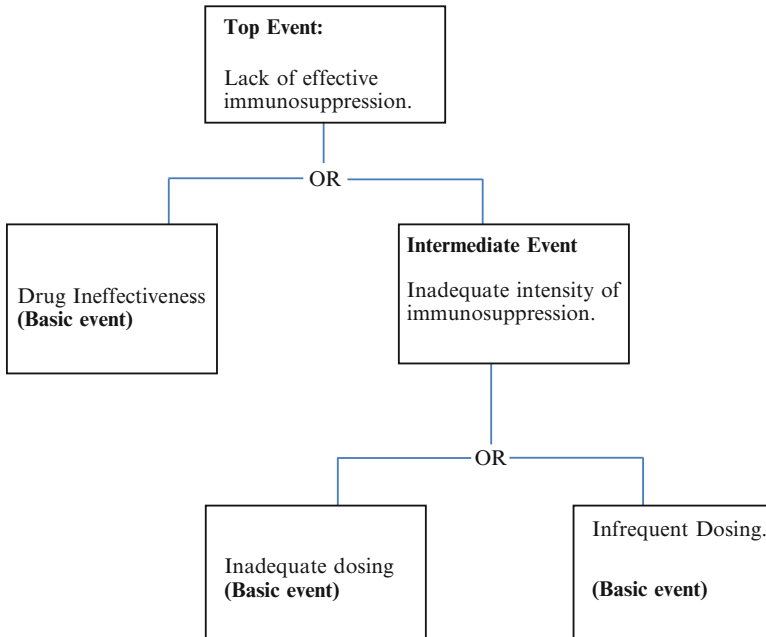 Top Event:
Lack of effective
immunosuppression.
OR
Drug Ineffectiveness
(Basic event)
Intermediate Event
Inadequate intensity of
immunosuppression.
OR
Inadequate dosing
(Basic event)
Infrequent Dosing.
(Basic event)